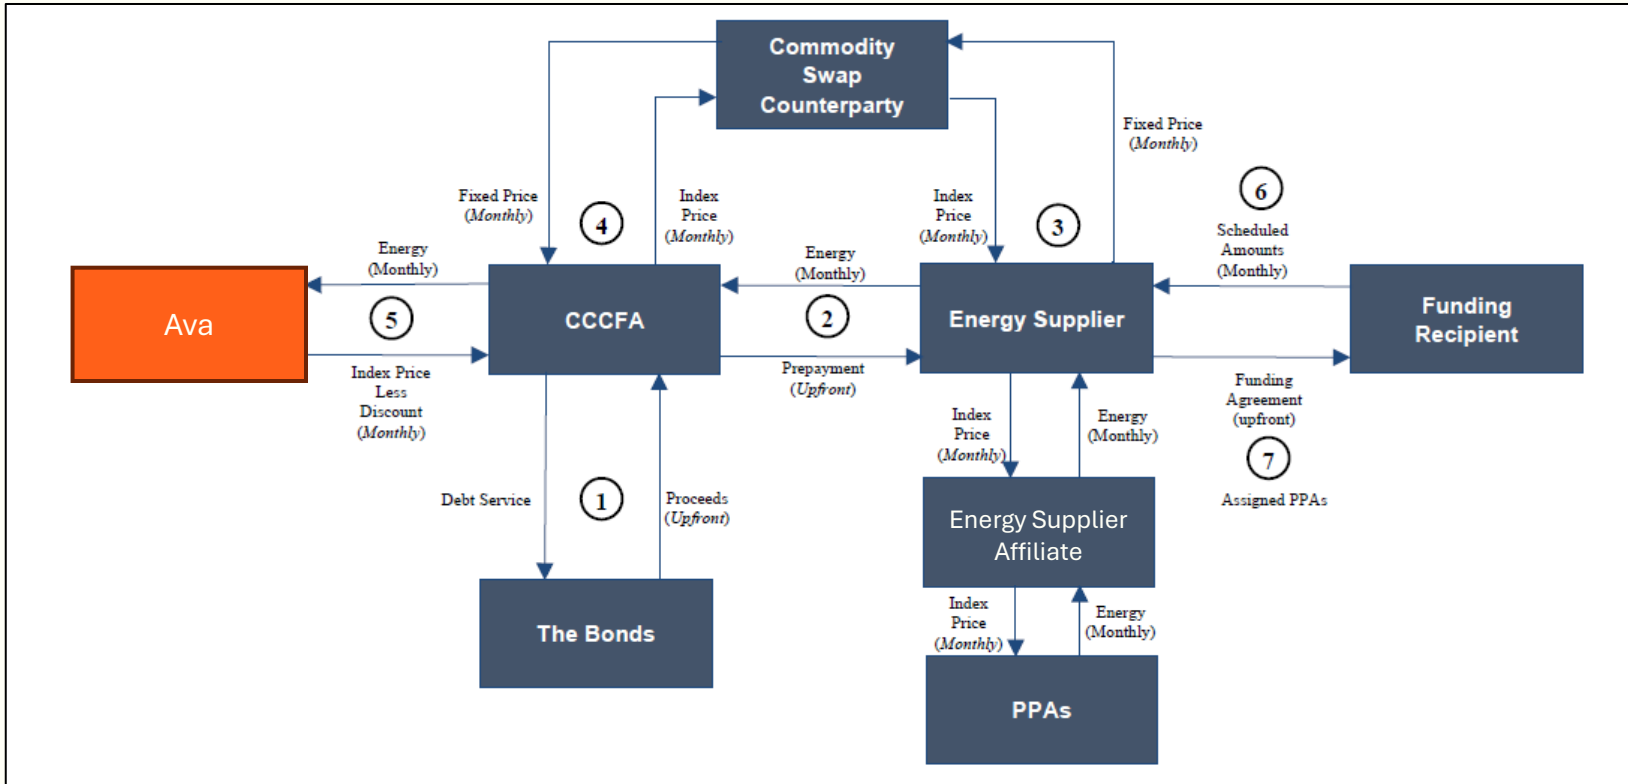 Commodity
Swap
Counterparty
Fixed Price
(Monthly)
Fixed Price
(Monthly)
4
Index
Price
(Monthly)
Index
Price
(Monthly)
3
6
Scheduled
Amounts
(Monthly)
Energy
(Monthly)
Energy
(Monthly)
Ava
5
CCCFA
2
Energy Supplier
Funding
Recipient
Index Price
Less
Discount
(Monthly)
Prepayment
(Upfront)
Funding
Agreement
(upfront)
7
Assigned PPAs
Index
Price
(Monthly)
Energy
(Monthly)
Debt Service
1
Proceeds
(Upfront)
Energy Supplier
Affiliate
The Bonds
Index
Price
(Monthly)
Energy
(Monthly)
PPAs